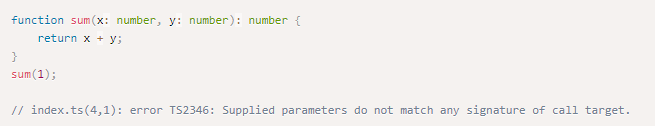 function sum(x: number, y: number): number {
    return x + y;
}
sum(1);

// index.ts(4,1): error TS2346: Supplied parameters do not match any signature of call target.